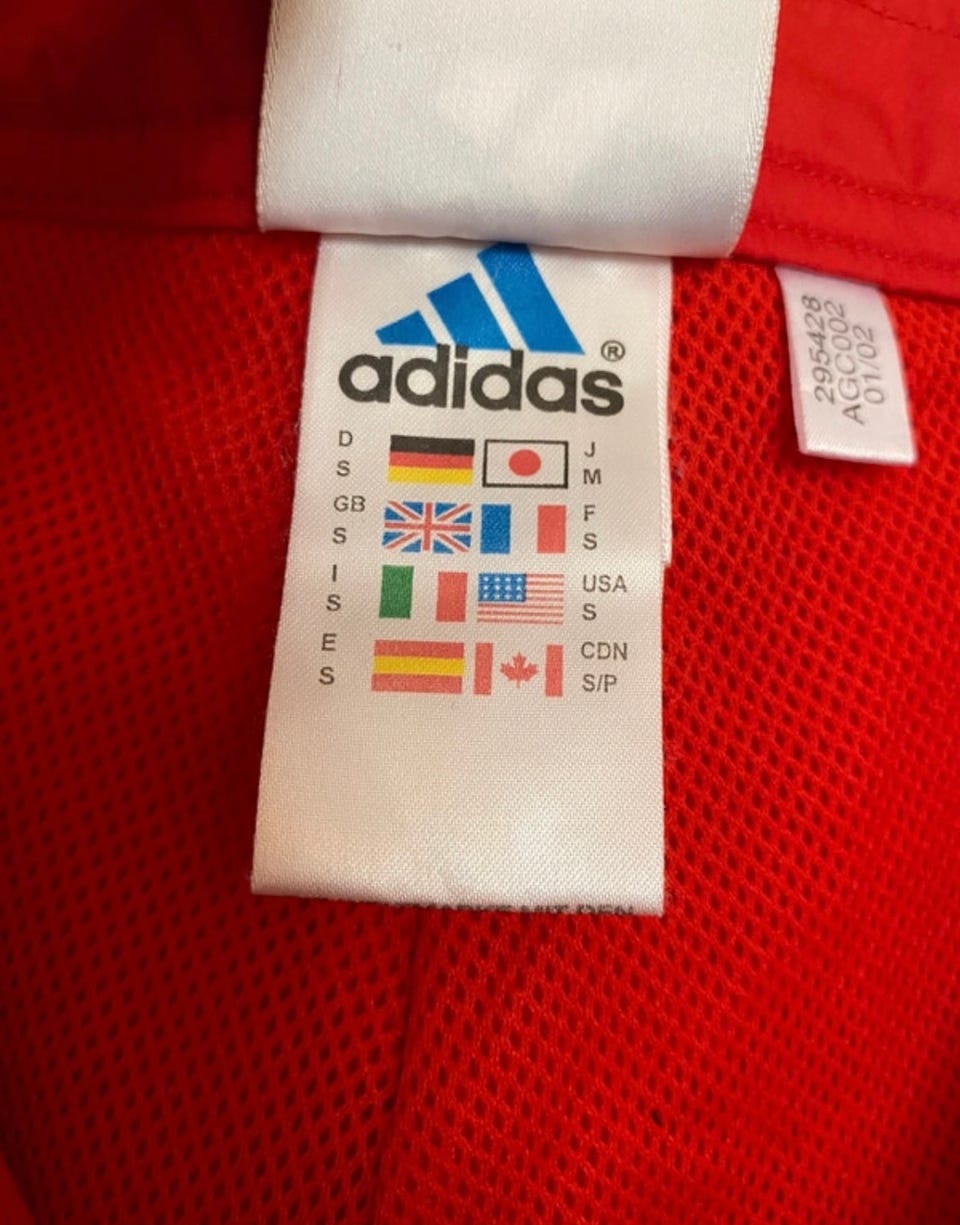 adidas®
D
S
J
M
GB
S
F
S
I
S
USA
S
E
S
CDN
S/P
295428
AGC002
01/02